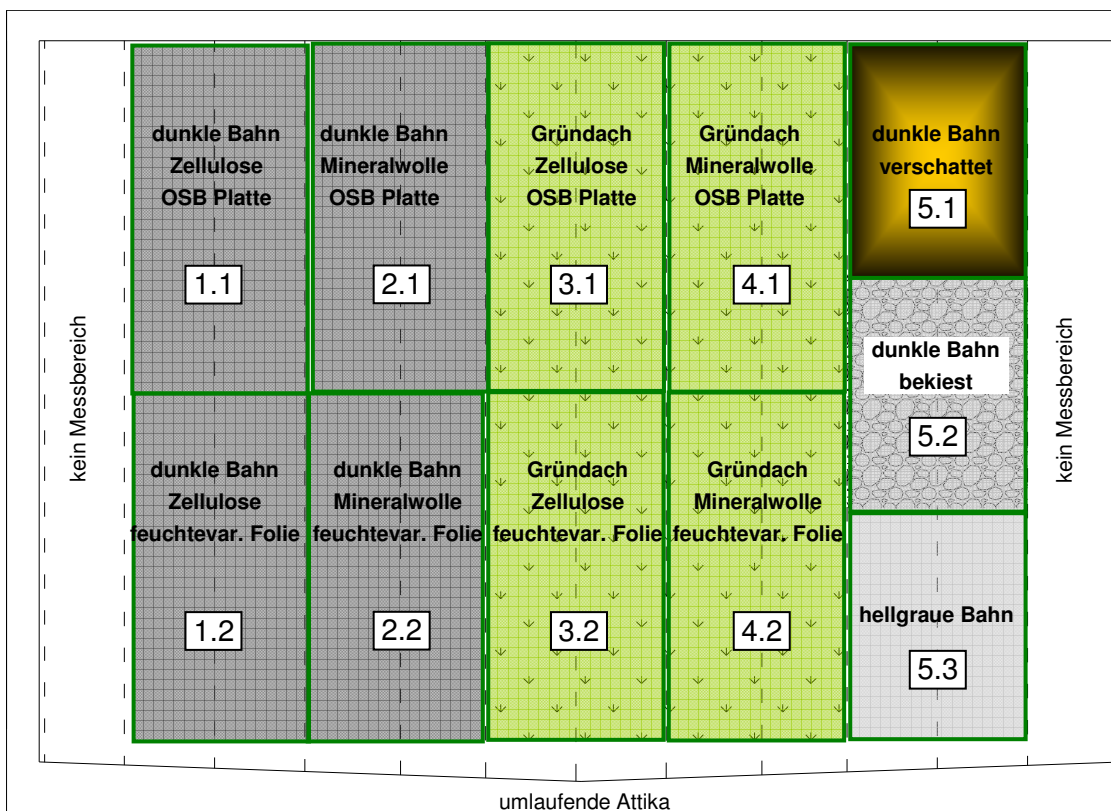 kein Messbereich
dunkle Bahn
Zellulose
OSB Platte
1.1
dunkle Bahn
Mineralwolle
OSB Platte
2.1
Gründach
Zellulose
OSB Platte
3.1
Gründach
Mineralwolle
OSB Platte
4.1
dunkle Bahn
verschattet
5.1
dunkle Bahn
bekiest
5.2
dunkle Bahn
Zellulose
feuchtevar. Folie
1.2
dunkle Bahn
Mineralwolle
feuchtevar. Folie
2.2
Gründach
Zellulose
feuchtevar. Folie
3.2
Gründach
Mineralwolle
feuchtevar. Folie
4.2
hellgraue Bahn
5.3
kein Messbereich
umlaufende Attika